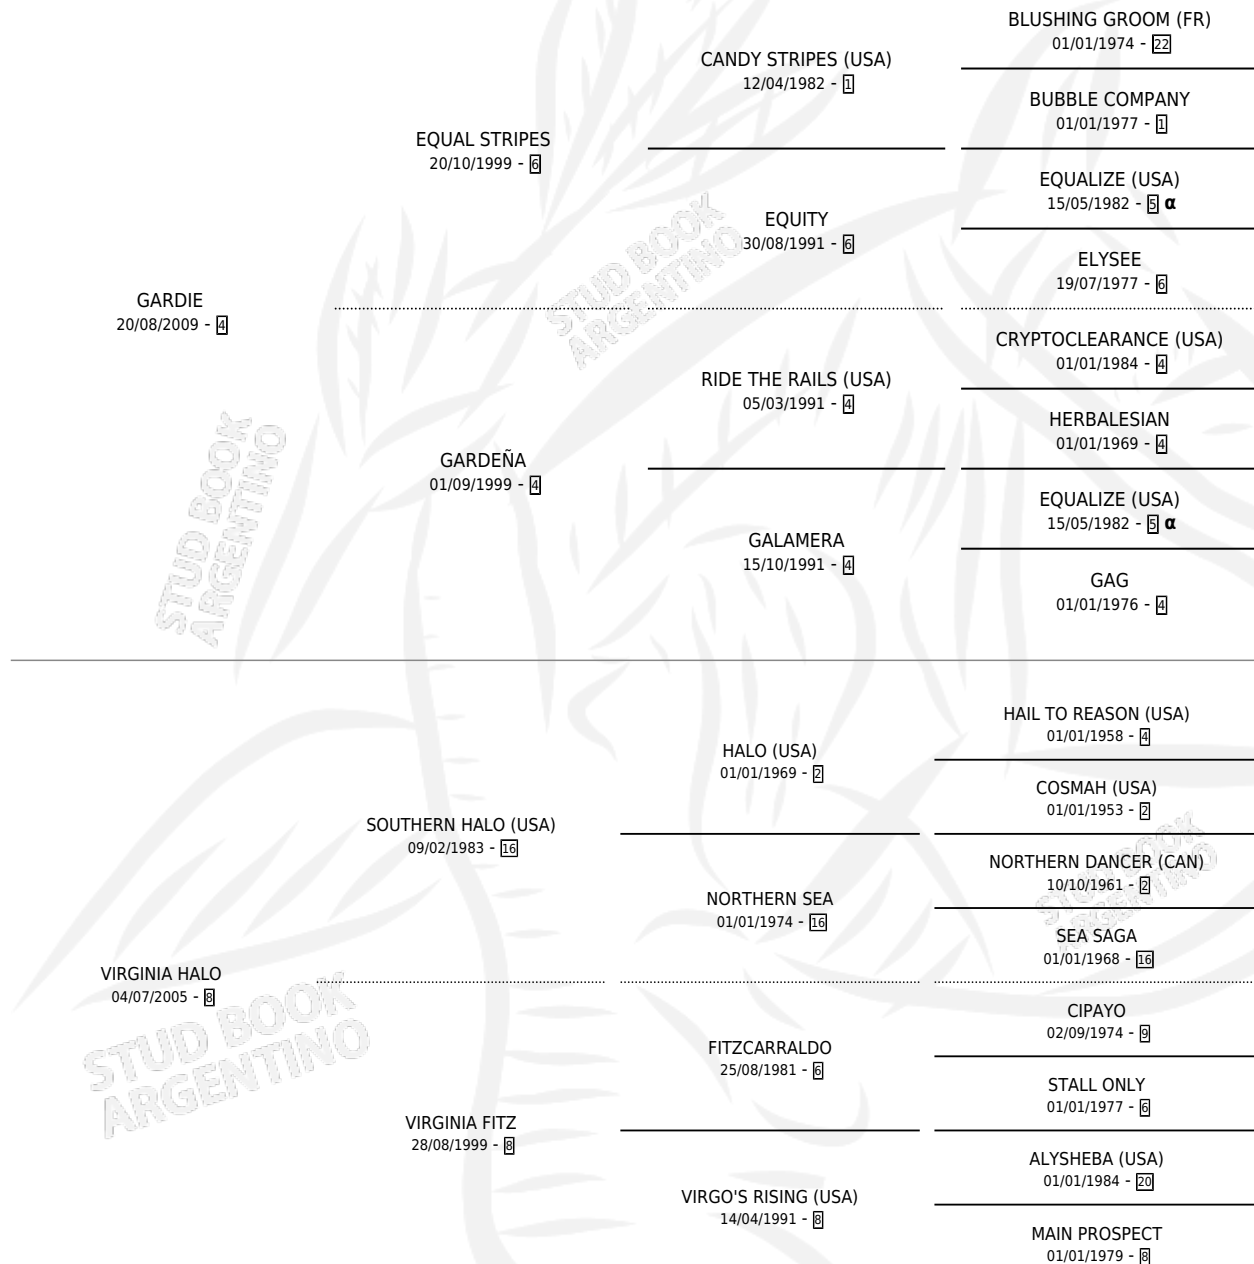 BLUSHING GROOM (FR)
01/01/1974 - 22
CANDY STRIPES (USA)
12/04/1982 - 1
BUBBLE COMPANY
01/01/1977 - 1
EQUAL STRIPES
20/10/1999 - 6
EQUALIZE (USA)
15/05/1982 - 5 α
EQUITY
30/08/1991 - 6
ELYSEE
19/07/1977 - 6
GARDIE
20/08/2009 - 4
CRYPTOCLEARANCE (USA)
01/01/1984 - 4
RIDE THE RAILS (USA)
05/03/1991 - 4
HERBALESIAN
01/01/1969 - 4
GARDEÑA
01/09/1999 - 4
EQUALIZE (USA)
15/05/1982 - 5 α
GALAMERA
15/10/1991 - 4
GAG
01/01/1976 - 4
HAIL TO REASON (USA)
01/01/1958 - 4
HALO (USA)
01/01/1969 - 2
COSMAH (USA)
01/01/1953 - 2
SOUTHERN HALO (USA)
09/02/1983 - 16
NORTHERN DANCER (CAN)
10/10/1961 - 2
NORTHERN SEA
01/01/1974 - 16
SEA SAGA
01/01/1968 - 16
VIRGINIA HALO
04/07/2005 - 8
CIPAYO
02/09/1974 - 9
FITZCARRALDO
25/08/1981 - 6
STALL ONLY
01/01/1977 - 6
VIRGINIA FITZ
28/08/1999 - 8
ALYSHEBA (USA)
01/01/1984 - 20
VIRGO'S RISING (USA)
14/04/1991 - 8
MAIN PROSPECT
01/01/1979 - 8
STUD BOOK
ARGENTINO
STUD BOOK
ARGENTINO
STUD BOOK
ARGENTINO
STUD BOOK
ARGENTINO